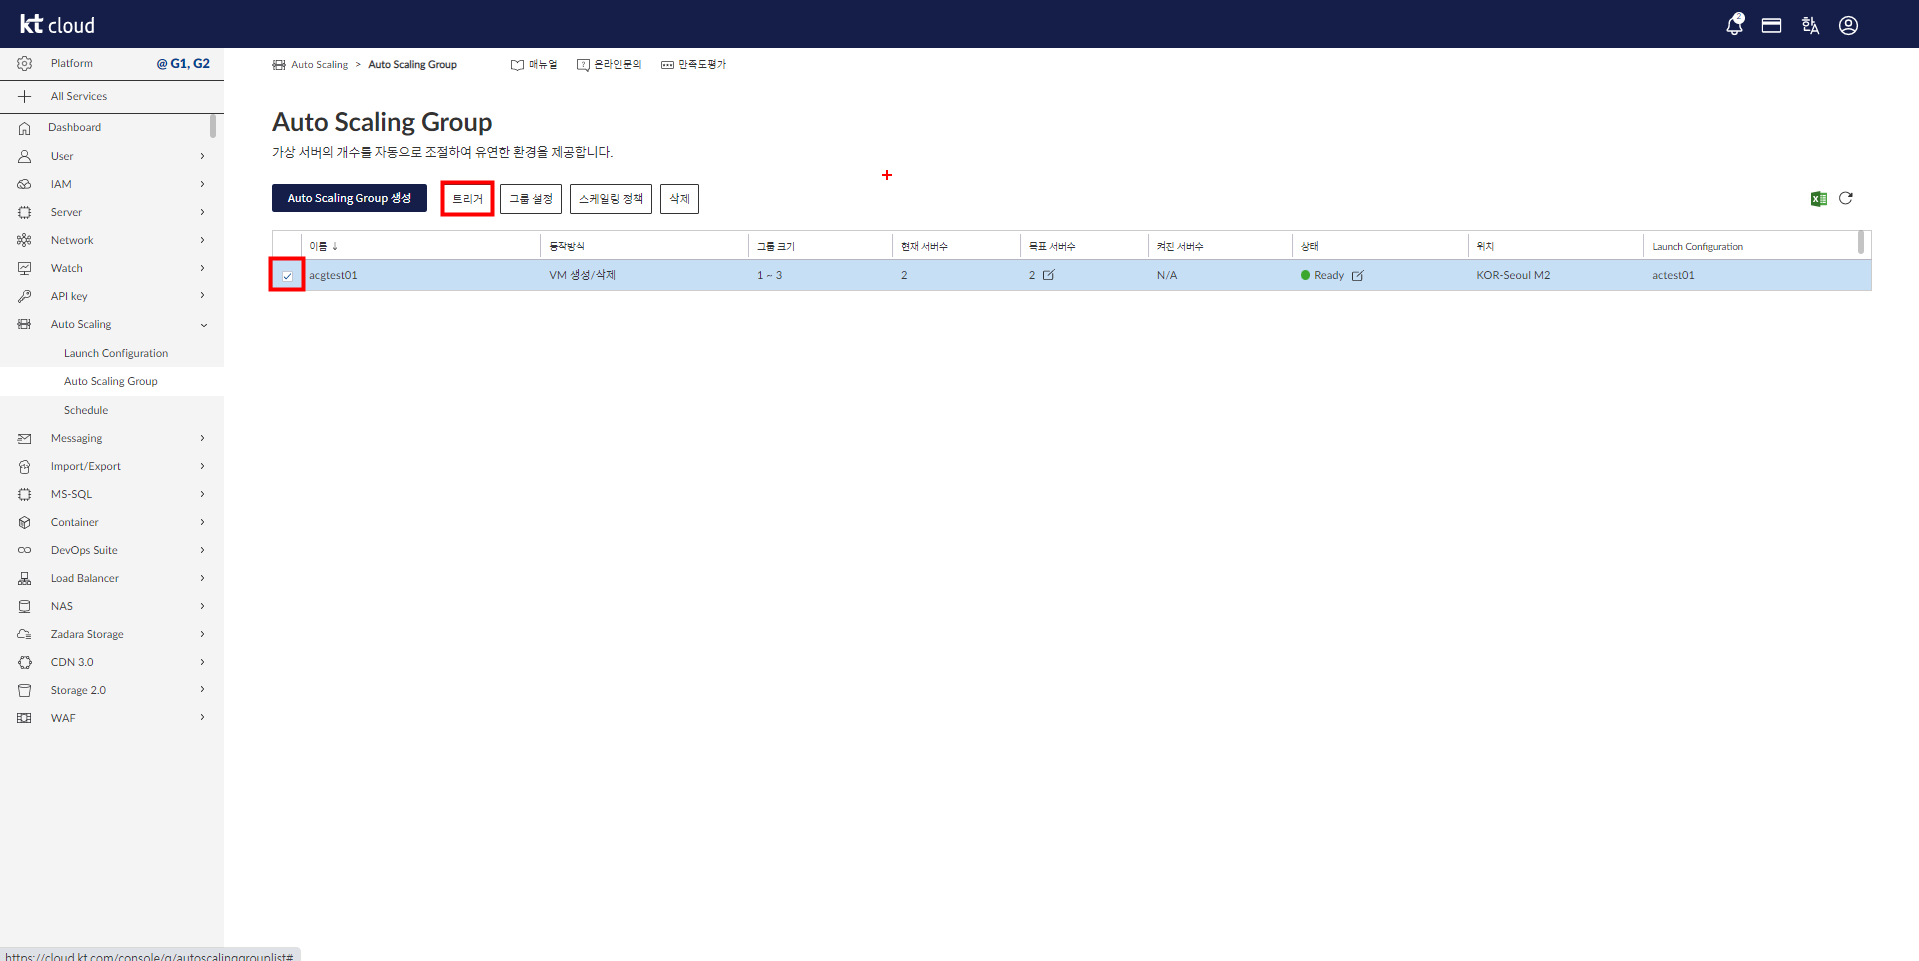 kt cloud
2
한A
Platform @ G1, G2
All Services
Dashboard
User
IAM
Server
Network
Watch
API key
Auto Scaling
Launch Configuration
Auto Scaling Group
Schedule
Messaging
Import/Export
MS-SQL
Container
DevOps Suite
Load Balancer
NAS
Zadara Storage
CDN 3.0
Storage 2.0
WAF
Auto Scaling > Auto Scaling Group 매뉴얼 온라인문의 만족도평가
Auto Scaling Group
가상 서버의 개수를 자동으로 조절하여 유연한 환경을 제공합니다.
Auto Scaling Group 생성 트리거 그룹 설정 스케일링 정책 삭제
이름 ↓ 동작방식 그룹 크기 현재 서버수 목표 서버수 켜진 서버수 상태 위치 Launch Configuration
acgtest01 VM 생성/삭제 1 ~ 3 2 2 N/A Ready KOR-Seoul M2 actest01
https://cloud.kt.com/console/g/autoscalinggrouplist#